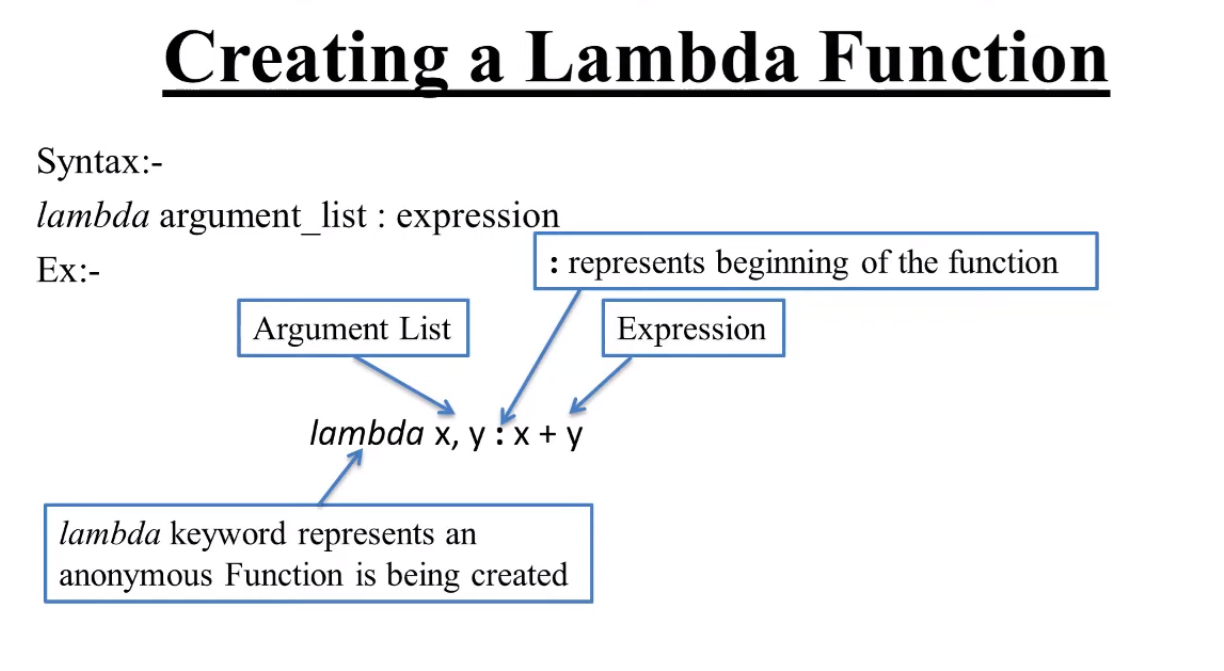 Creating a Lambda Function
Syntax:-
lambda argument_list : expression
Ex:-
: represents beginning of the function
Argument List
Expression
lambda x, y : x + y
lambda keyword represents an
anonymous Function is being created